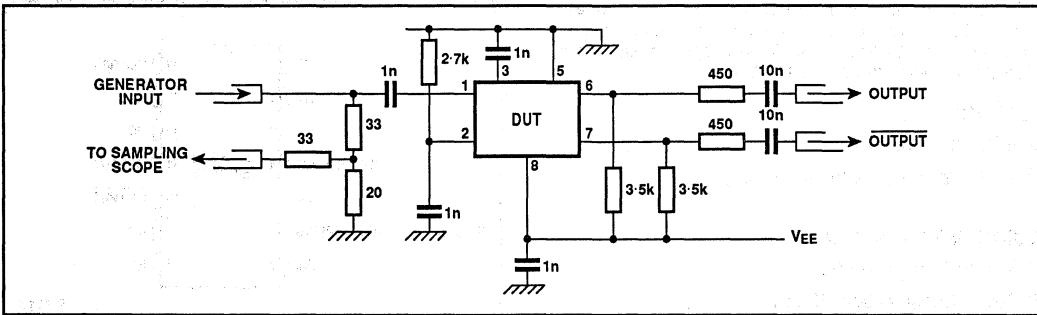 2·7k
1n
3
5
GENERATOR
INPUT
1n
1
6
450
10n
OUTPUT
33
DUT
TO SAMPLING
SCOPE
33
2
7
450
10n
OUTPUT
20
8
1n
3·5k
3·5k
VEE
1n